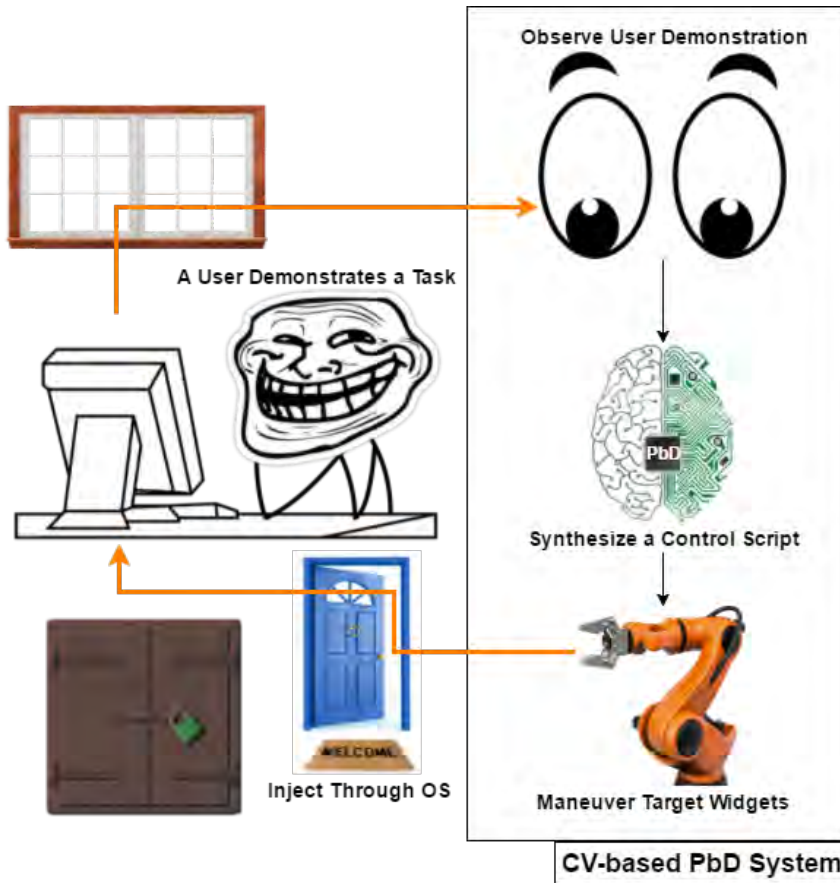 Observe User Demonstration
A User Demonstrates a Task
PbD
Synthesize a Control Script
WELCOME
Inject Through OS
Maneuver Target Widgets
CV-based PbD System